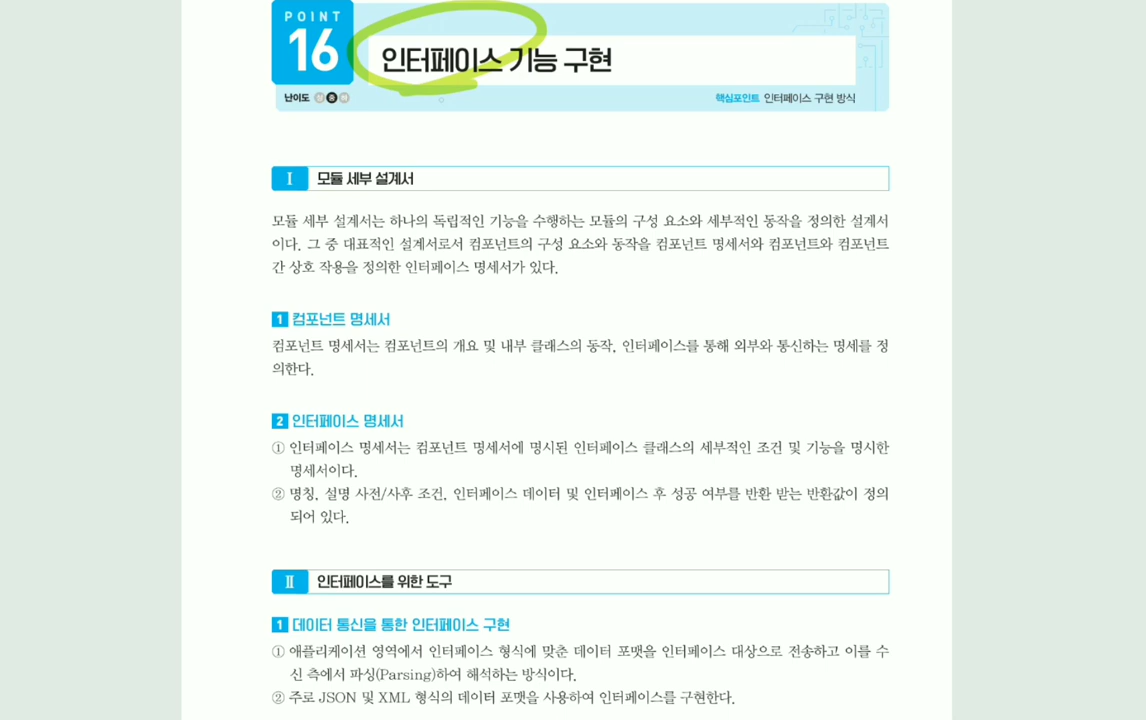 POINT
16
인터페이스 기능 구현
난이도 상 중 하
핵심포인트 인터페이스 구현 방식
Ⅰ 모듈 세부 설계서
모듈 세부 설계서는 하나의 독립적인 기능을 수행하는 모듈의 구성 요소와 세부적인 동작을 정의한 설계서
이다. 그 중 대표적인 설계서로서 컴포넌트의 구성 요소와 동작을 컴포넌트 명세서와 컴포넌트와 컴포넌트
간 상호 작용을 정의한 인터페이스 명세서가 있다.
1 컴포넌트 명세서
컴포넌트 명세서는 컴포넌트의 개요 및 내부 클래스의 동작, 인터페이스를 통해 외부와 통신하는 명세를 정
의한다.
2 인터페이스 명세서
① 인터페이스 명세서는 컴포넌트 명세서에 명시된 인터페이스 클래스의 세부적인 조건 및 기능을 명시한
명세서이다.
② 명칭, 설명 사전/사후 조건, 인터페이스 데이터 및 인터페이스 후 성공 여부를 반환 받는 반환값이 정의
되어 있다.
Ⅱ 인터페이스를 위한 도구
1 데이터 통신을 통한 인터페이스 구현
① 애플리케이션 영역에서 인터페이스 형식에 맞춘 데이터 포맷을 인터페이스 대상으로 전송하고 이를 수
신 측에서 파싱(Parsing)하여 해석하는 방식이다.
② 주로 JSON 및 XML 형식의 데이터 포맷을 사용하여 인터페이스를 구현한다.